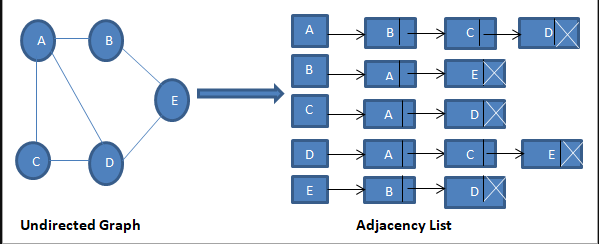 A B C D
A B
B A E
E
C A D
C D
D A C E
E B D
Undirected Graph Adjacency List